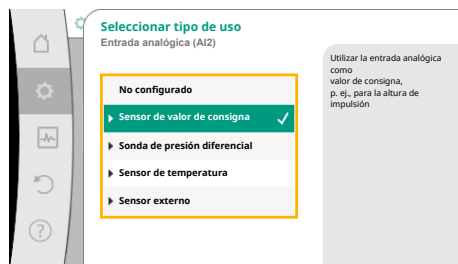 Seleccionar tipo de uso
Entrada analógica (AI2)
No configurado
Sensor de valor de consigna
Sonda de presión diferencial
Sensor de temperatura
Sensor externo
Utilizar la entrada analógica
como
valor de consigna,
p. ej., para la altura de
impulsión
?